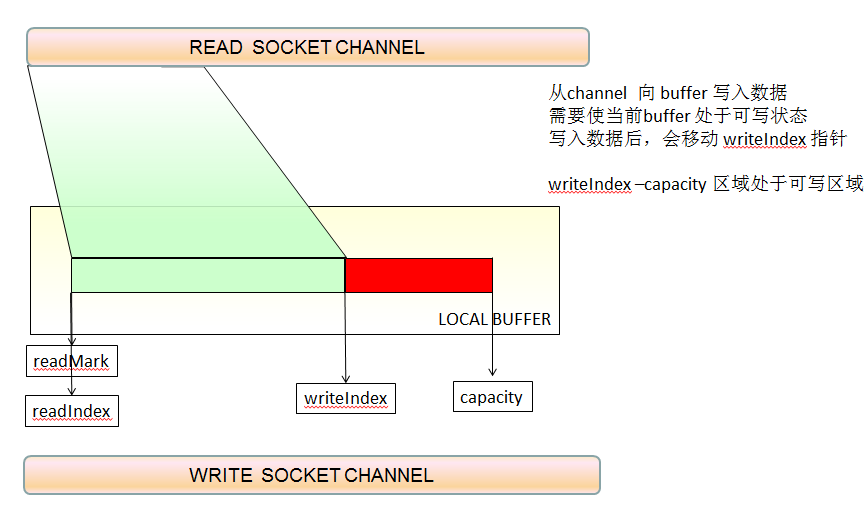 READ SOCKET CHANNEL
从channel 向 buffer 写入数据
需要使当前buffer 处于可写状态
写入数据后，会移动 writeIndex 指针
writeIndex –capacity 区域处于可写区域
LOCAL BUFFER
readMark
readIndex
writeIndex
capacity
WRITE SOCKET CHANNEL